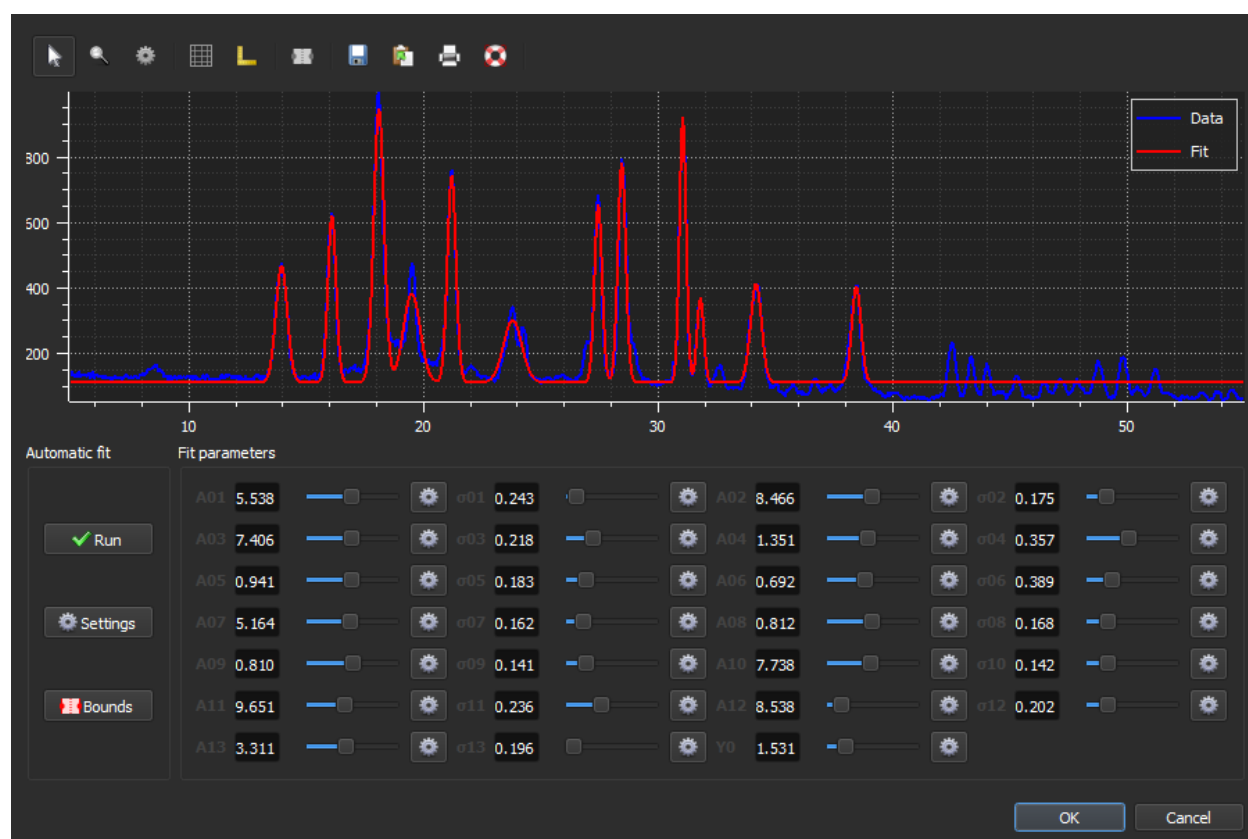 Data
Fit
800
600
400
200
10 20 30 40 50
Automatic fit Fit parameters
A01 5.538 σ01 0.243 A02 8.466 σ02 0.175
Run A03 7.406 σ03 0.218 A04 1.351 σ04 0.357
A05 0.941 σ05 0.183 A06 0.692 σ06 0.389
Settings A07 5.164 σ07 0.162 A08 0.812 σ08 0.168
A09 0.810 σ09 0.141 A10 7.738 σ10 0.142
Bounds A11 9.651 σ11 0.236 A12 8.538 σ12 0.202
A13 3.311 σ13 0.196 Y0 1.531
OK Cancel